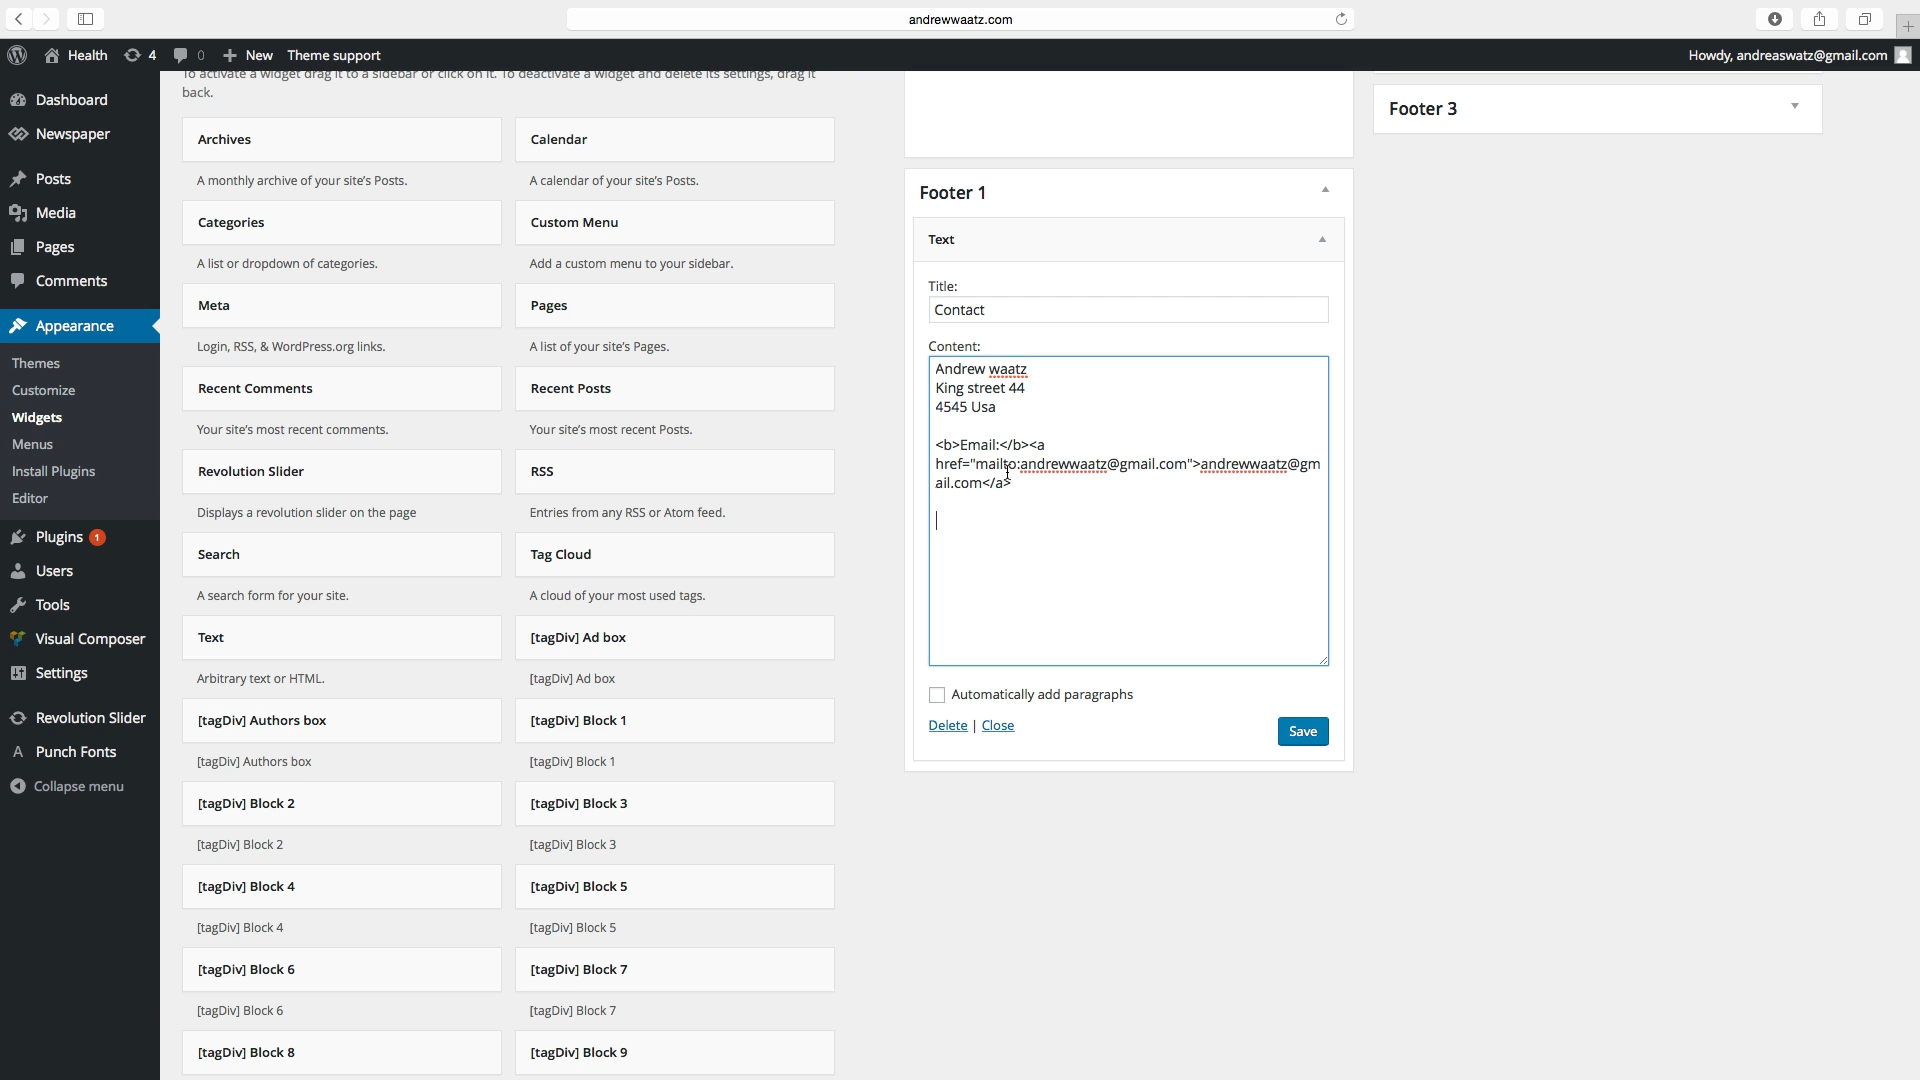 andrewwaatz.com
Health 4 0 New Theme support Howdy, andreaswatz@gmail.com
Dashboard
Newspaper
Posts
Media
Pages
Comments
Appearance
Themes
Customize
Widgets
Menus
Install Plugins
Editor
Plugins 1
Users
Tools
Visual Composer
Settings
Revolution Slider
Punch Fonts
Collapse menu
To activate a widget drag it to a sidebar or click on it. To deactivate a widget and delete its settings, drag it
back.
Archives
A monthly archive of your site's Posts.
Calendar
A calendar of your site's Posts.
Categories
A list or dropdown of categories.
Custom Menu
Add a custom menu to your sidebar.
Meta
Login, RSS, & WordPress.org links.
Pages
A list of your site's Pages.
Recent Comments
Your site's most recent comments.
Recent Posts
Your site's most recent Posts.
Revolution Slider
Displays a revolution slider on the page
RSS
Entries from any RSS or Atom feed.
Search
A search form for your site.
Tag Cloud
A cloud of your most used tags.
Text
Arbitrary text or HTML.
[tagDiv] Ad box
[tagDiv] Ad box
[tagDiv] Authors box
[tagDiv] Authors box
[tagDiv] Block 1
[tagDiv] Block 1
[tagDiv] Block 2
[tagDiv] Block 2
[tagDiv] Block 3
[tagDiv] Block 3
[tagDiv] Block 4
[tagDiv] Block 4
[tagDiv] Block 5
[tagDiv] Block 5
[tagDiv] Block 6
[tagDiv] Block 6
[tagDiv] Block 7
[tagDiv] Block 7
[tagDiv] Block 8
[tagDiv] Block 9
Footer 1
Text
Title:
Contact
Content:
Andrew waatz
King street 44
4545 Usa
<b>Email:</b><a
href="mailto:andrewwaatz@gmail.com">andrewwaatz@gm
ail.com</a>
Automatically add paragraphs
Delete | Close
Save
Footer 3